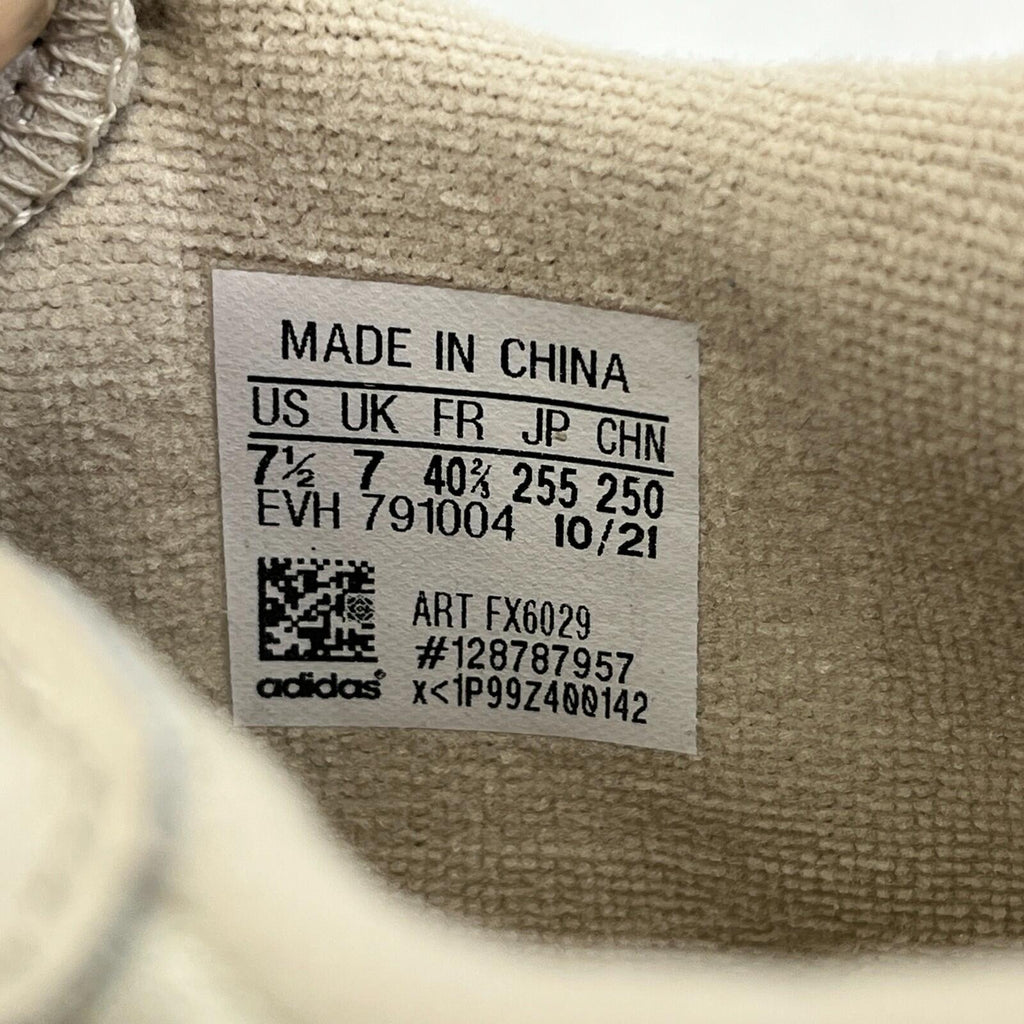 MADE IN CHINA
US UK FR JP CHN
7½ 7 40⅔ 255 250
EVH 791004 10/21
ART FX6029
#128787957
adidas® x<1P99Z400142